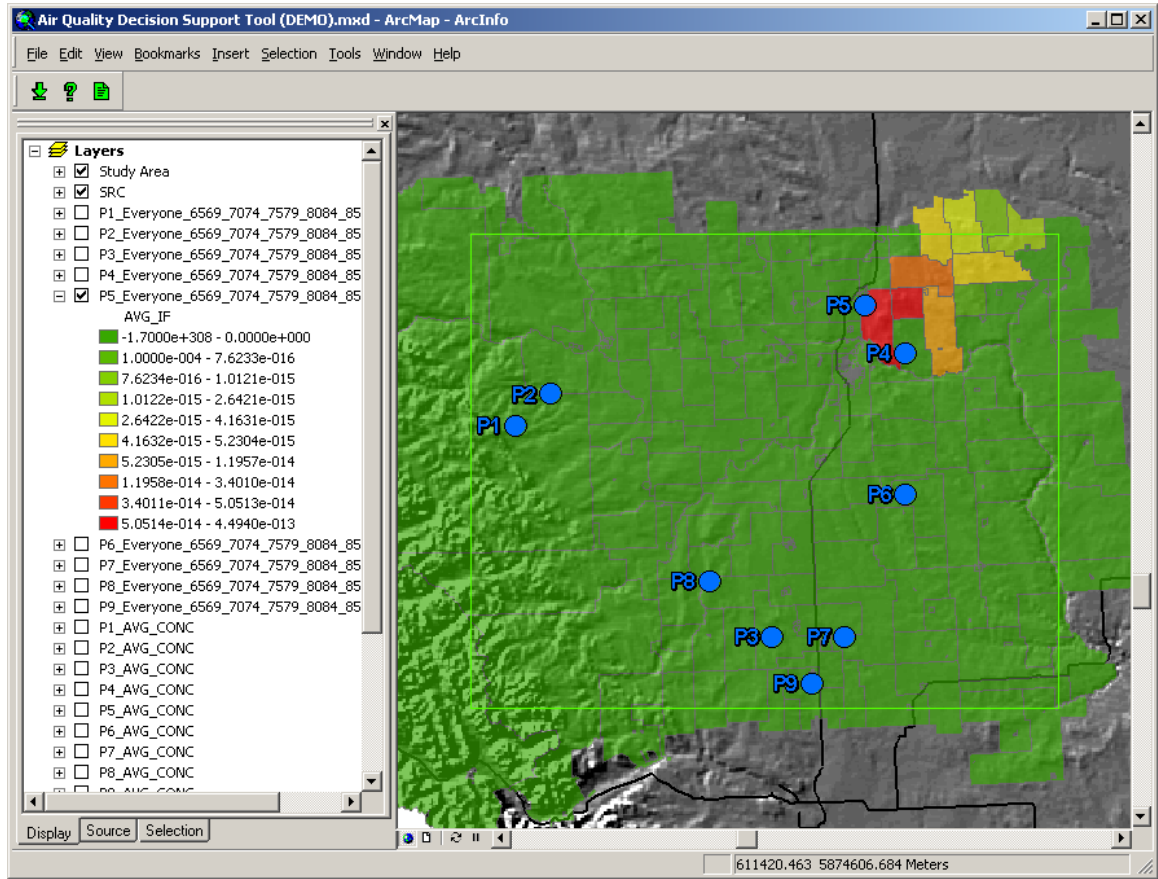 Air Quality Decision Support Tool (DEMO).mxd - ArcMap - ArcInfo
File Edit View Bookmarks Insert Selection Tools Window Help
Layers
Study Area
SRC
P1_Everyone_6569_7074_7579_8084_85
P2_Everyone_6569_7074_7579_8084_85
P3_Everyone_6569_7074_7579_8084_85
P4_Everyone_6569_7074_7579_8084_85
P5_Everyone_6569_7074_7579_8084_85
AVG_IF
-1.7000e+308 - 0.0000e+000
1.0000e-004 - 7.6233e-016
7.6234e-016 - 1.0121e-015
1.0122e-015 - 2.6421e-015
2.6422e-015 - 4.1631e-015
4.1632e-015 - 5.2304e-015
5.2305e-015 - 1.1957e-014
1.1958e-014 - 3.4010e-014
3.4011e-014 - 5.0513e-014
5.0514e-014 - 4.4940e-013
P6_Everyone_6569_7074_7579_8084_85
P7_Everyone_6569_7074_7579_8084_85
P8_Everyone_6569_7074_7579_8084_85
P9_Everyone_6569_7074_7579_8084_85
P1_AVG_CONC
P2_AVG_CONC
P3_AVG_CONC
P4_AVG_CONC
P5_AVG_CONC
P6_AVG_CONC
P7_AVG_CONC
P8_AVG_CONC
P9_AVG_CONC
Display Source Selection
P5
P4
P2
P1
P6
P8
P3 P7
P9
611420.463 5874606.684 Meters